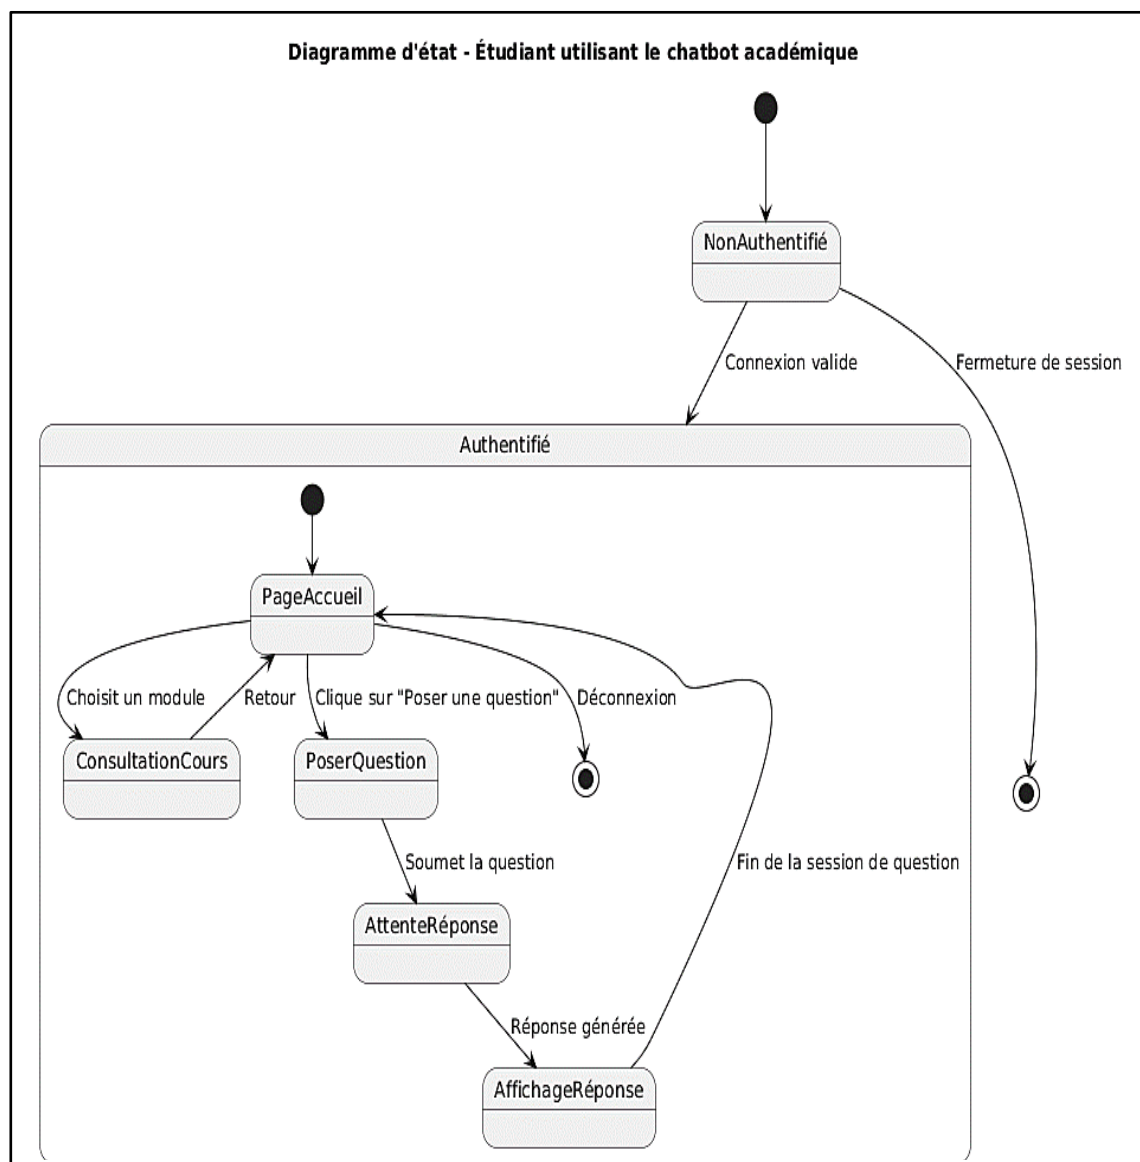 Diagramme d'état - Étudiant utilisant le chatbot académique
NonAuthentifié
Connexion valide
Fermeture de session
Authentifié
PageAccueil
Choisit un module
Retour
Clique sur "Poser une question"
Déconnexion
ConsultationCours
PoserQuestion
Soumet la question
Fin de la session de question
AttenteRéponse
Réponse générée
AffichageRéponse